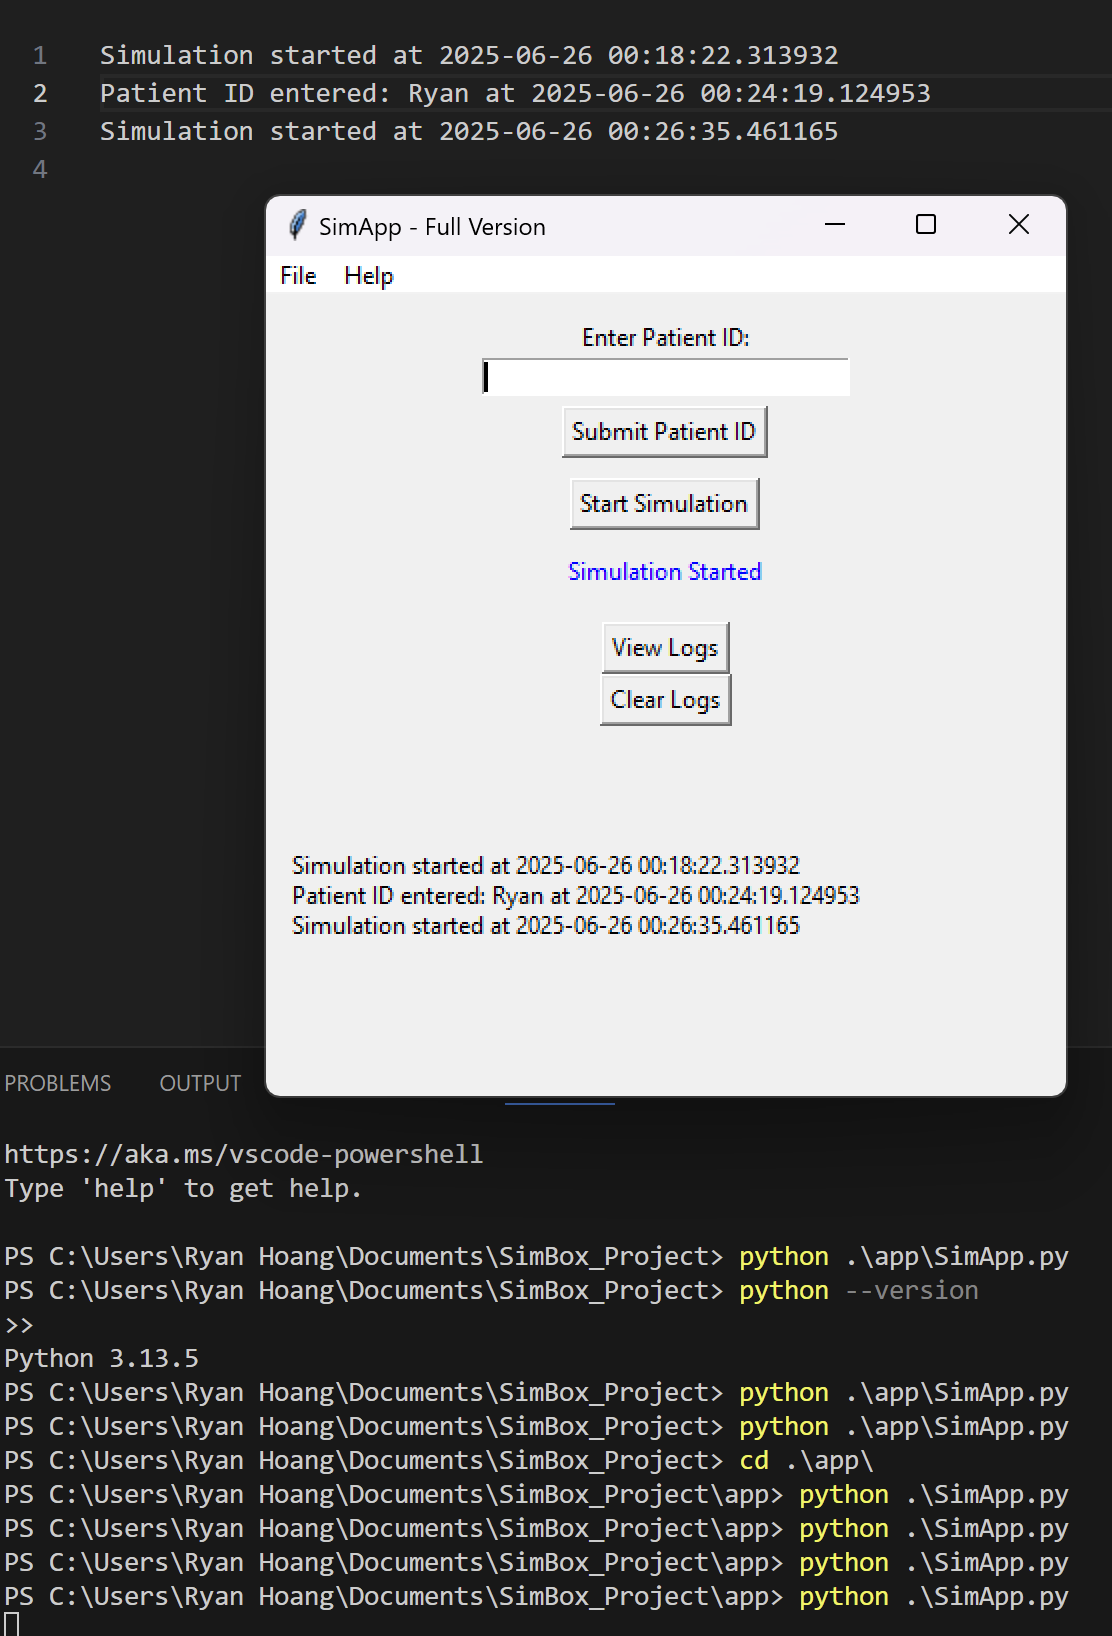 1 Simulation started at 2025-06-26 00:18:22.313932
2 Patient ID entered: Ryan at 2025-06-26 00:24:19.124953
3 Simulation started at 2025-06-26 00:26:35.461165
4
SimApp - Full Version
File Help
Enter Patient ID:
Submit Patient ID
Start Simulation
Simulation Started
View Logs
Clear Logs
Simulation started at 2025-06-26 00:18:22.313932
Patient ID entered: Ryan at 2025-06-26 00:24:19.124953
Simulation started at 2025-06-26 00:26:35.461165
PROBLEMS OUTPUT
https://aka.ms/vscode-powershell
Type 'help' to get help.
PS C:\Users\Ryan Hoang\Documents\SimBox_Project> python .\app\SimApp.py
PS C:\Users\Ryan Hoang\Documents\SimBox_Project> python --version
>>
Python 3.13.5
PS C:\Users\Ryan Hoang\Documents\SimBox_Project> python .\app\SimApp.py
PS C:\Users\Ryan Hoang\Documents\SimBox_Project> python .\app\SimApp.py
PS C:\Users\Ryan Hoang\Documents\SimBox_Project> cd .\app\
PS C:\Users\Ryan Hoang\Documents\SimBox_Project\app> python .\SimApp.py
PS C:\Users\Ryan Hoang\Documents\SimBox_Project\app> python .\SimApp.py
PS C:\Users\Ryan Hoang\Documents\SimBox_Project\app> python .\SimApp.py
PS C:\Users\Ryan Hoang\Documents\SimBox_Project\app> python .\SimApp.py